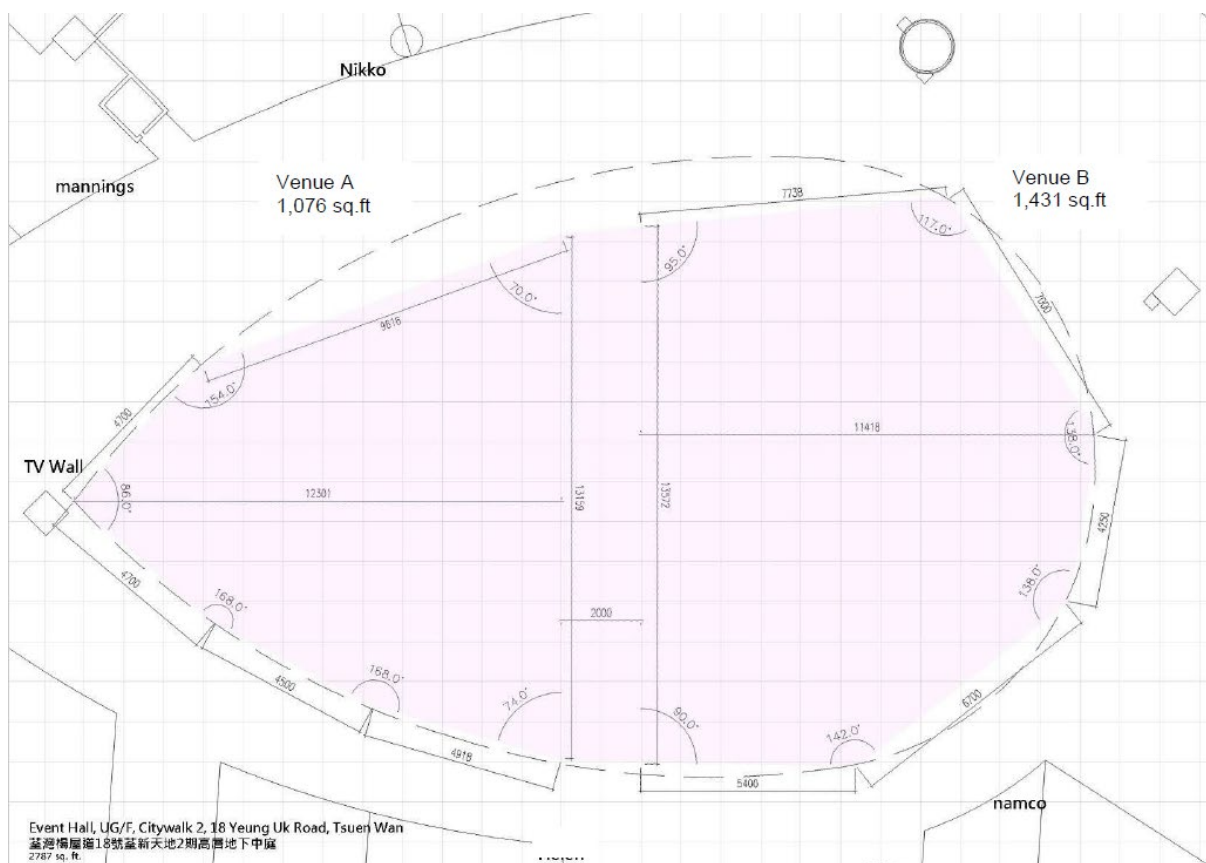 Nikko
mannings
Venue A
1,076 sq.ft
Venue B
1,431 sq.ft
7738
117.0°
95.0°
70.0°
9816
7000
154.0°
4700
11418
138.0°
TV Wall
86.0°
12301
13159
13572
4250
4700
168.0°
2000
138.0°
4500
168.0°
74.0°
90.0°
6700
142.0°
4918
5400
namco
Event Hall, UG/F, Citywalk 2, 18 Yeung Uk Road, Tsuen Wan
荃灣楊屋道18號荃新天地2期高層地下中庭
2787 sq. ft.